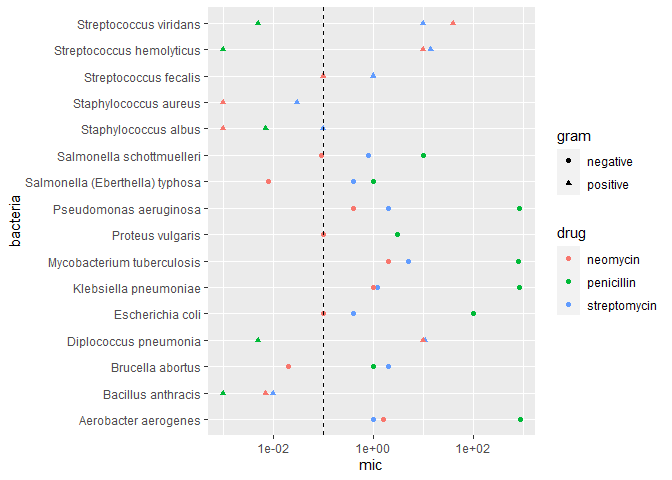 Streptococcus viridans
Streptococcus hemolyticus
Streptococcus fecalis
Staphylococcus aureus
Staphylococcus albus
Salmonella schottmuelleri
Salmonella (Eberthella) typhosa
Pseudomonas aeruginosa
Proteus vulgaris
Mycobacterium tuberculosis
Klebsiella pneumoniae
Escherichia coli
Diplococcus pneumonia
Brucella abortus
Bacillus anthracis
Aerobacter aerogenes
bacteria
1e-02 1e+00 1e+02
mic
gram
negative
positive
drug
neomycin
penicillin
streptomycin